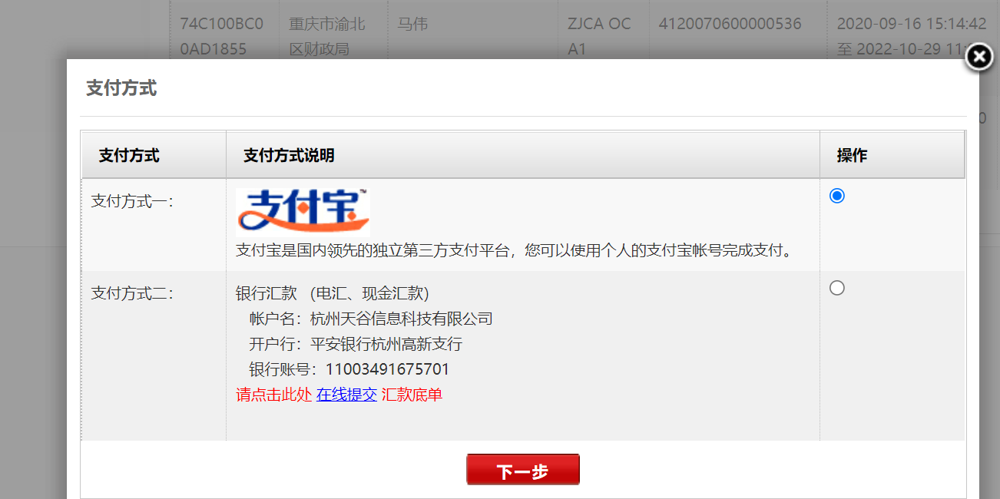 74C100BC0 重庆市渝北 马伟 ZJCA OC 4120070600000536 2020-09-16 15:14:42
0AD1855 区财政局 A1 至 2022-10-29 11:
支付方式
0
支付方式 支付方式说明 操作
支付方式一：
支付宝™
支付宝是国内领先的独立第三方支付平台，您可以使用个人的支付宝帐号完成支付。
支付方式二： 银行汇款 （电汇、现金汇款）
帐户名：杭州天谷信息科技有限公司
开户行：平安银行杭州高新支行
银行账号：11003491675701
请点击此处 在线提交 汇款底单
下一步